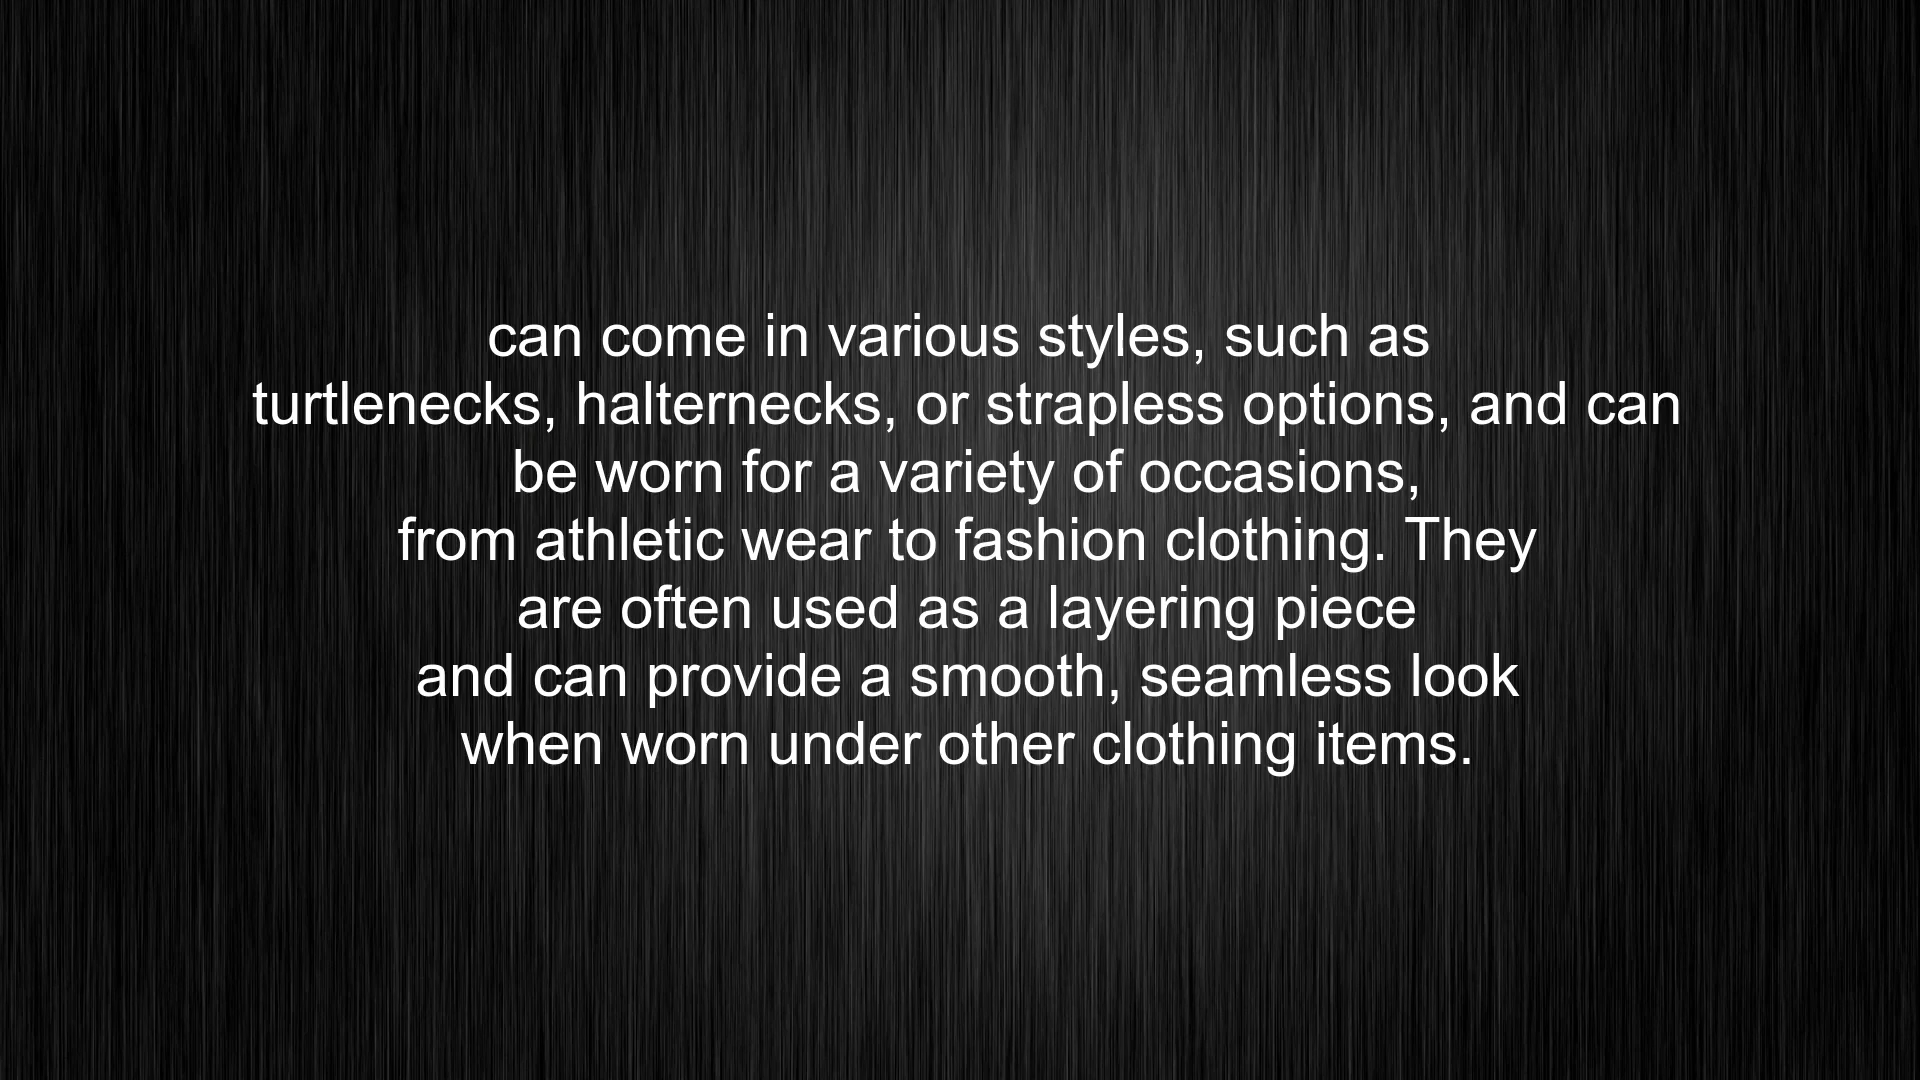 can come in various styles, such as
turtlenecks, halternecks, or strapless options, and can
be worn for a variety of occasions,
from athletic wear to fashion clothing. They
are often used as a layering piece
and can provide a smooth, seamless look
when worn under other clothing items.